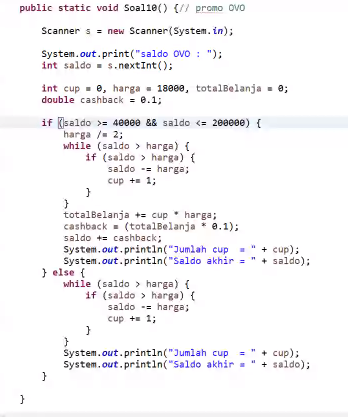 public static void Soal10() {// promo OVO
Scanner s = new Scanner(System.in);
System.out.print("saldo OVO : ");
int saldo = s.nextInt();
int cup = 0, harga = 18000, totalBelanja = 0;
double cashback = 0.1;
if (saldo >= 40000 && saldo <= 200000) {
harga /= 2;
while (saldo > harga) {
if (saldo > harga) {
saldo -= harga;
cup += 1;
}
}
totalBelanja += cup * harga;
cashback = (totalBelanja * 0.1);
saldo += cashback;
System.out.println("Jumlah cup  = " + cup);
System.out.println("Saldo akhir = " + saldo);
} else {
while (saldo > harga) {
if (saldo > harga) {
saldo -= harga;
cup += 1;
}
}
System.out.println("Jumlah cup  = " + cup);
System.out.println("Saldo akhir = " + saldo);
}
}